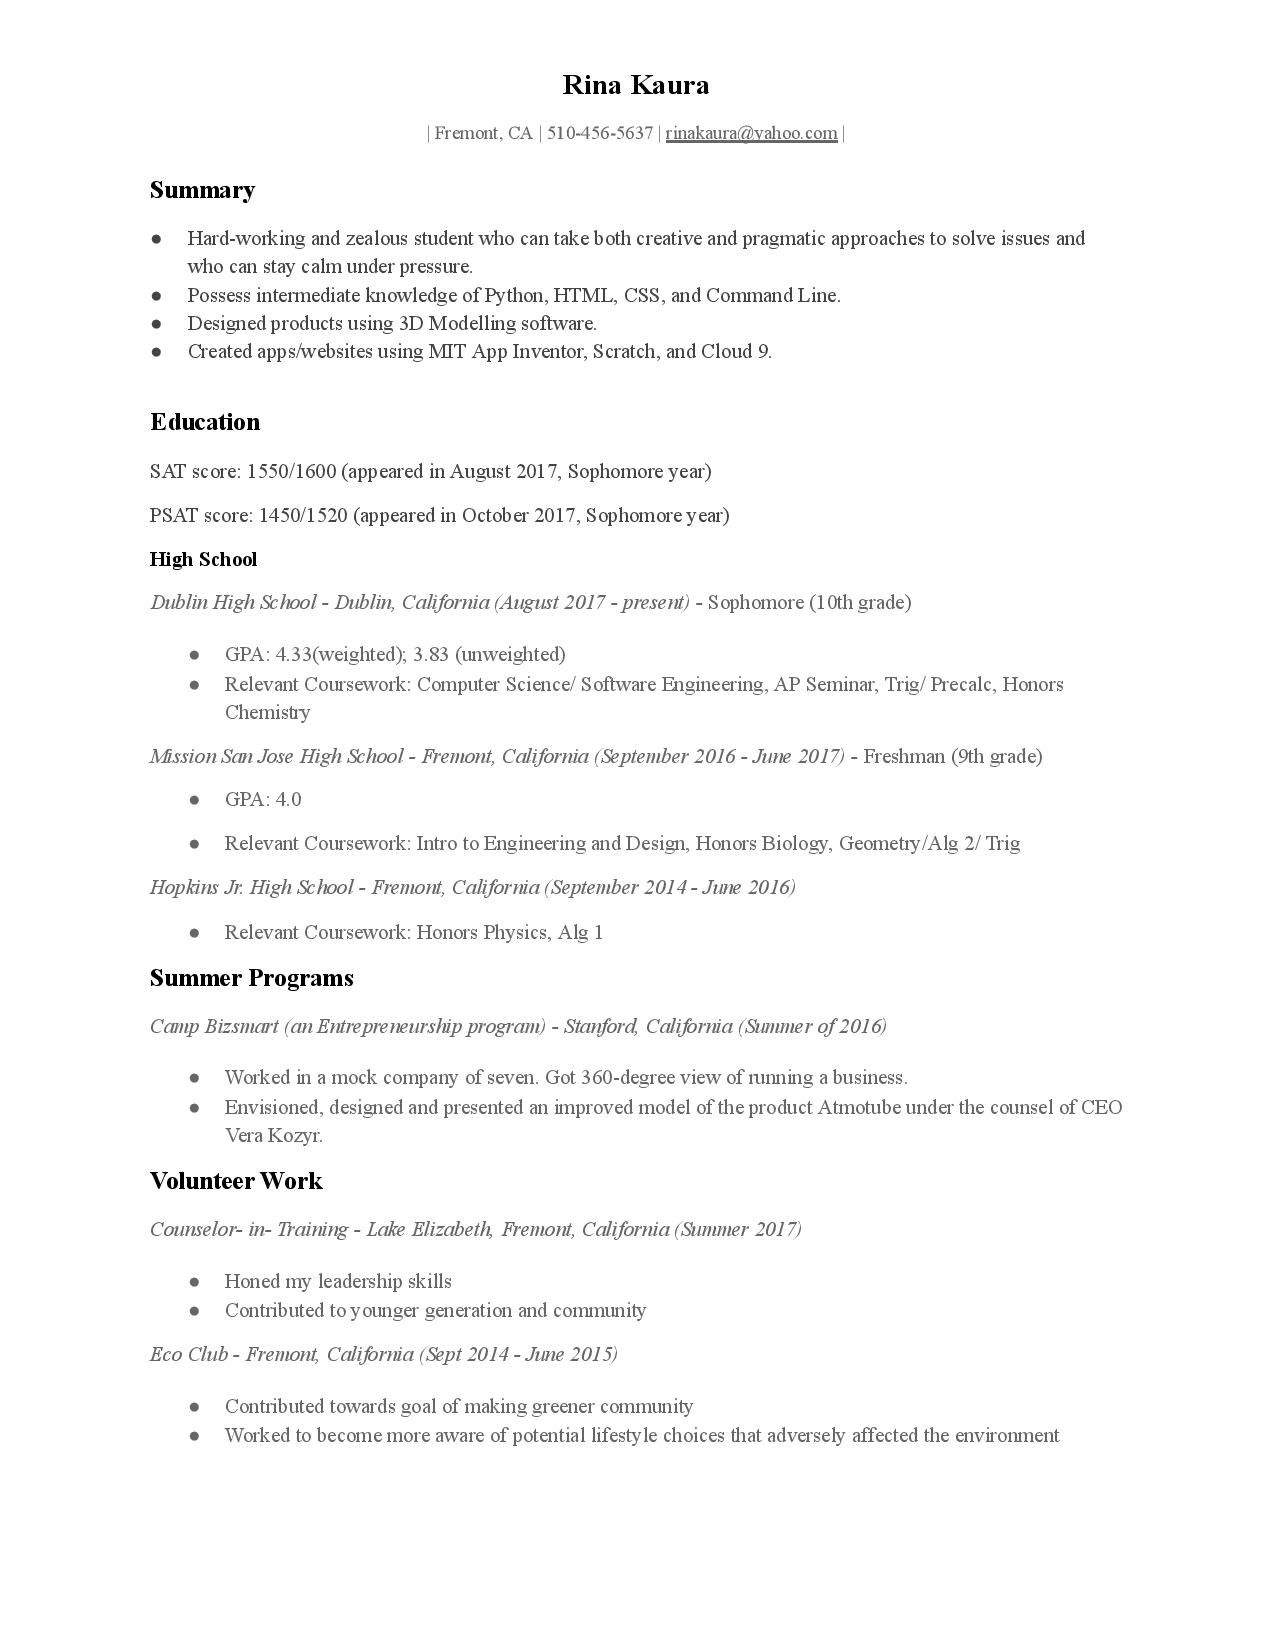 Rina Kaura
| Fremont, CA | 510-456-5637 | rinakaura@yahoo.com |
Summary
● Hard-working and zealous student who can take both creative and pragmatic approaches to solve issues and
who can stay calm under pressure.
● Possess intermediate knowledge of Python, HTML, CSS, and Command Line.
● Designed products using 3D Modelling software.
● Created apps/websites using MIT App Inventor, Scratch, and Cloud 9.
Education
SAT score: 1550/1600 (appeared in August 2017, Sophomore year)
PSAT score: 1450/1520 (appeared in October 2017, Sophomore year)
High School
Dublin High School - Dublin, California (August 2017 - present) - Sophomore (10th grade)
● GPA: 4.33(weighted); 3.83 (unweighted)
● Relevant Coursework: Computer Science/ Software Engineering, AP Seminar, Trig/ Precalc, Honors
Chemistry
Mission San Jose High School - Fremont, California (September 2016 - June 2017) - Freshman (9th grade)
● GPA: 4.0
● Relevant Coursework: Intro to Engineering and Design, Honors Biology, Geometry/Alg 2/ Trig
Hopkins Jr. High School - Fremont, California (September 2014 - June 2016)
● Relevant Coursework: Honors Physics, Alg 1
Summer Programs
Camp Bizsmart (an Entrepreneurship program) - Stanford, California (Summer of 2016)
● Worked in a mock company of seven. Got 360-degree view of running a business.
● Envisioned, designed and presented an improved model of the product Atmotube under the counsel of CEO
Vera Kozyr.
Volunteer Work
Counselor- in- Training - Lake Elizabeth, Fremont, California (Summer 2017)
● Honed my leadership skills
● Contributed to younger generation and community
Eco Club - Fremont, California (Sept 2014 - June 2015)
● Contributed towards goal of making greener community
● Worked to become more aware of potential lifestyle choices that adversely affected the environment